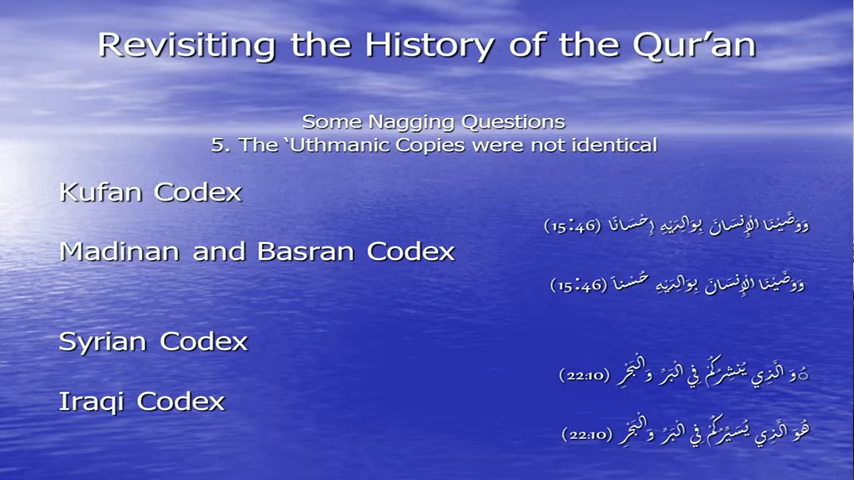 Revisiting the History of the Qur’an
Some Nagging Questions
5. The ‘Uthmanic Copies were not identical
Kufan Codex
وَوَصَّيْنَا الْإِنسَانَ بِوَالِدَيْهِ إِحْسَانًا (15:46)
Madinan and Basran Codex
وَوَصَّيْنَا الْإِنسَانَ بِوَالِدَيْهِ حُسْناً (15:46)
Syrian Codex
هُوَ الَّذِي يُنْشِرُكُمْ فِي الْبَرِّ وَالْبَحْرِ (22:10)
Iraqi Codex
هُوَ الَّذِي يُسَيِّرُكُمْ فِي الْبَرِّ وَالْبَحْرِ (22:10)